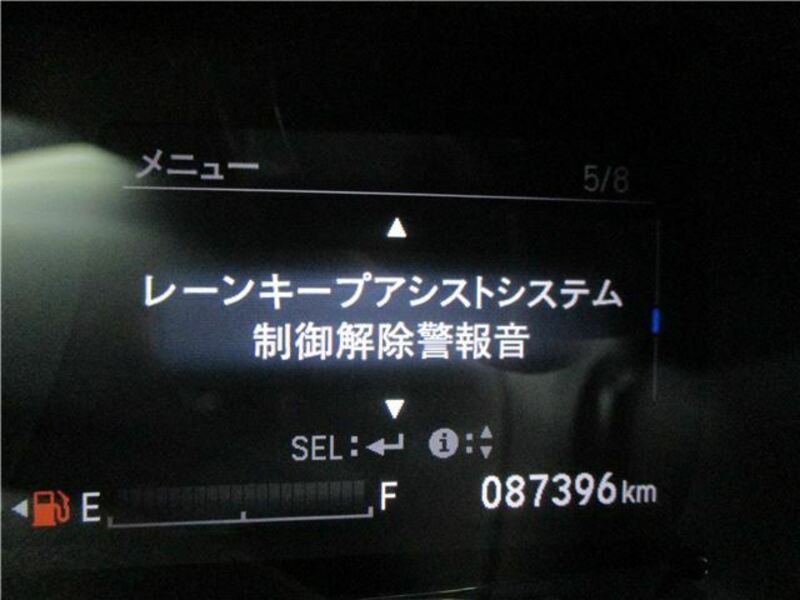 メニュー 5/8
▲
レーンキープアシストシステム
制御解除警報音
▼
SEL:↵ i:▲▼
E F 087396km